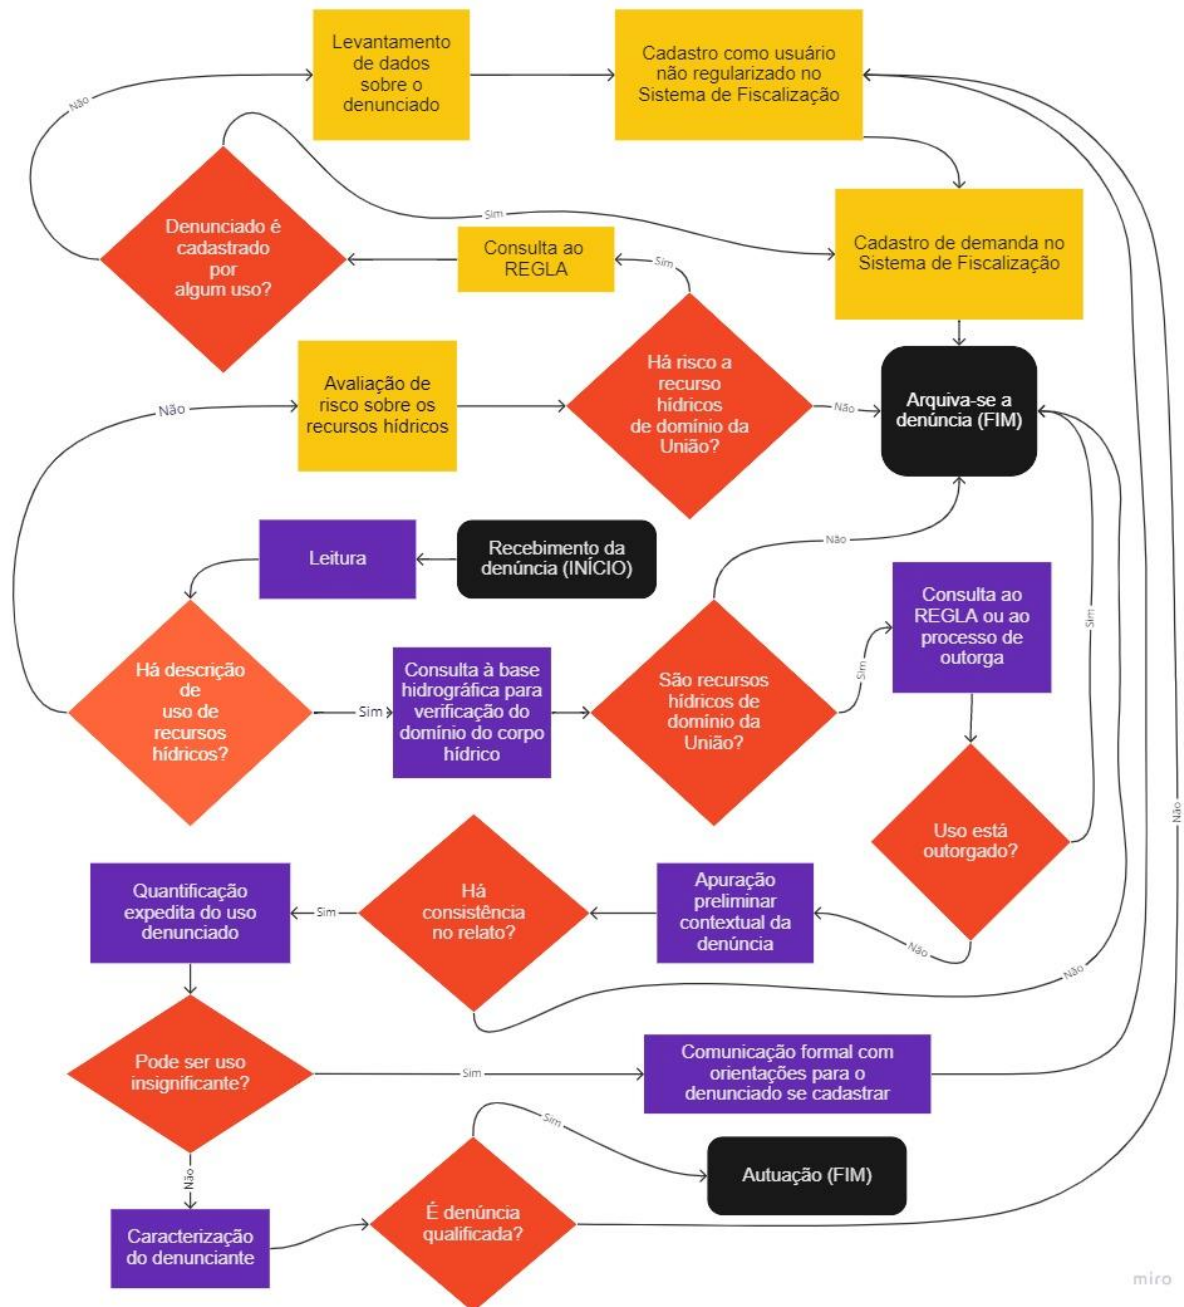 Levantamento
de dados
sobre o
denunciado
Cadastro como usuário
não regularizado no
Sistema de Fiscalização
Não
Denunciado é
cadastrado
por
algum uso?
Sim
Consulta ao
REGLA
Sim
Cadastro de demanda no
Sistema de Fiscalização
Não
Avaliação de
risco sobre os
recursos hídricos
Há risco a
recurso
hídricos
de domínio da
União?
Não
Arquiva-se a
denúncia (FIM)
Leitura
Recebimento da
denúncia (INÍCIO)
Não
Consulta ao
REGLA ou ao
processo de
outorga
Sim
Há descrição
de
uso de
recursos
hídricos?
Sim
Consulta à base
hidrográfica para
verificação do
domínio do corpo
hídrico
São recursos
hídricos de
domínio da
União?
Sim
Uso está
outorgado?
Não
Quantificação
expedita do uso
denunciado
Sim
Há
consistência
no relato?
Apuração
preliminar
contextual da
denúncia
Não
Não
Pode ser uso
insignificante?
Sim
Comunicação formal com
orientações para o
denunciado se cadastrar
Não
Sim
Autuação (FIM)
Caracterização
do denunciante
É denúncia
qualificada?
miro